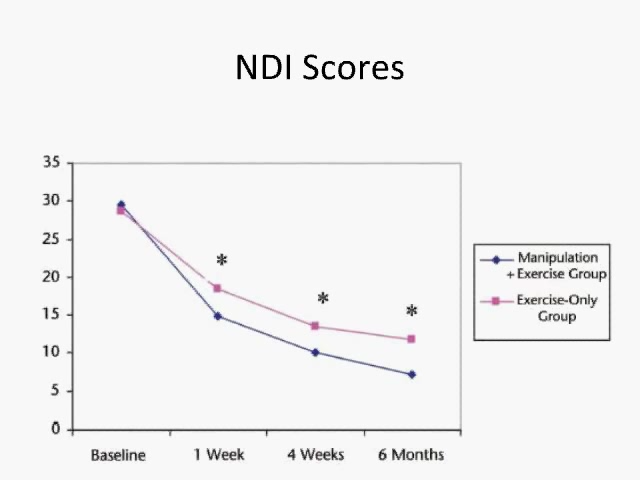 NDI Scores
35
30
25
20
15
10
5
0
*
*
*
Baseline
1 Week
4 Weeks
6 Months
Manipulation
+ Exercise Group
Exercise-Only
Group